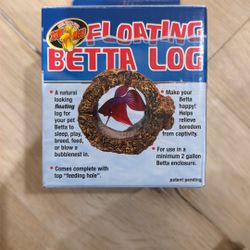 ZOO MED
FLOATING
BETTA LOG
• A natural
looking
floating
log for
your pet
Betta to
sleep,
play,
breed, feed,
or blow a
bubblenest in.
• Comes complete with
top "feeding hole".
• Make your
Betta
happy!
Helps
relieve
boredom
from captivity.
• For use in a
minimum 2 gallon
Betta enclosure.
patent pending